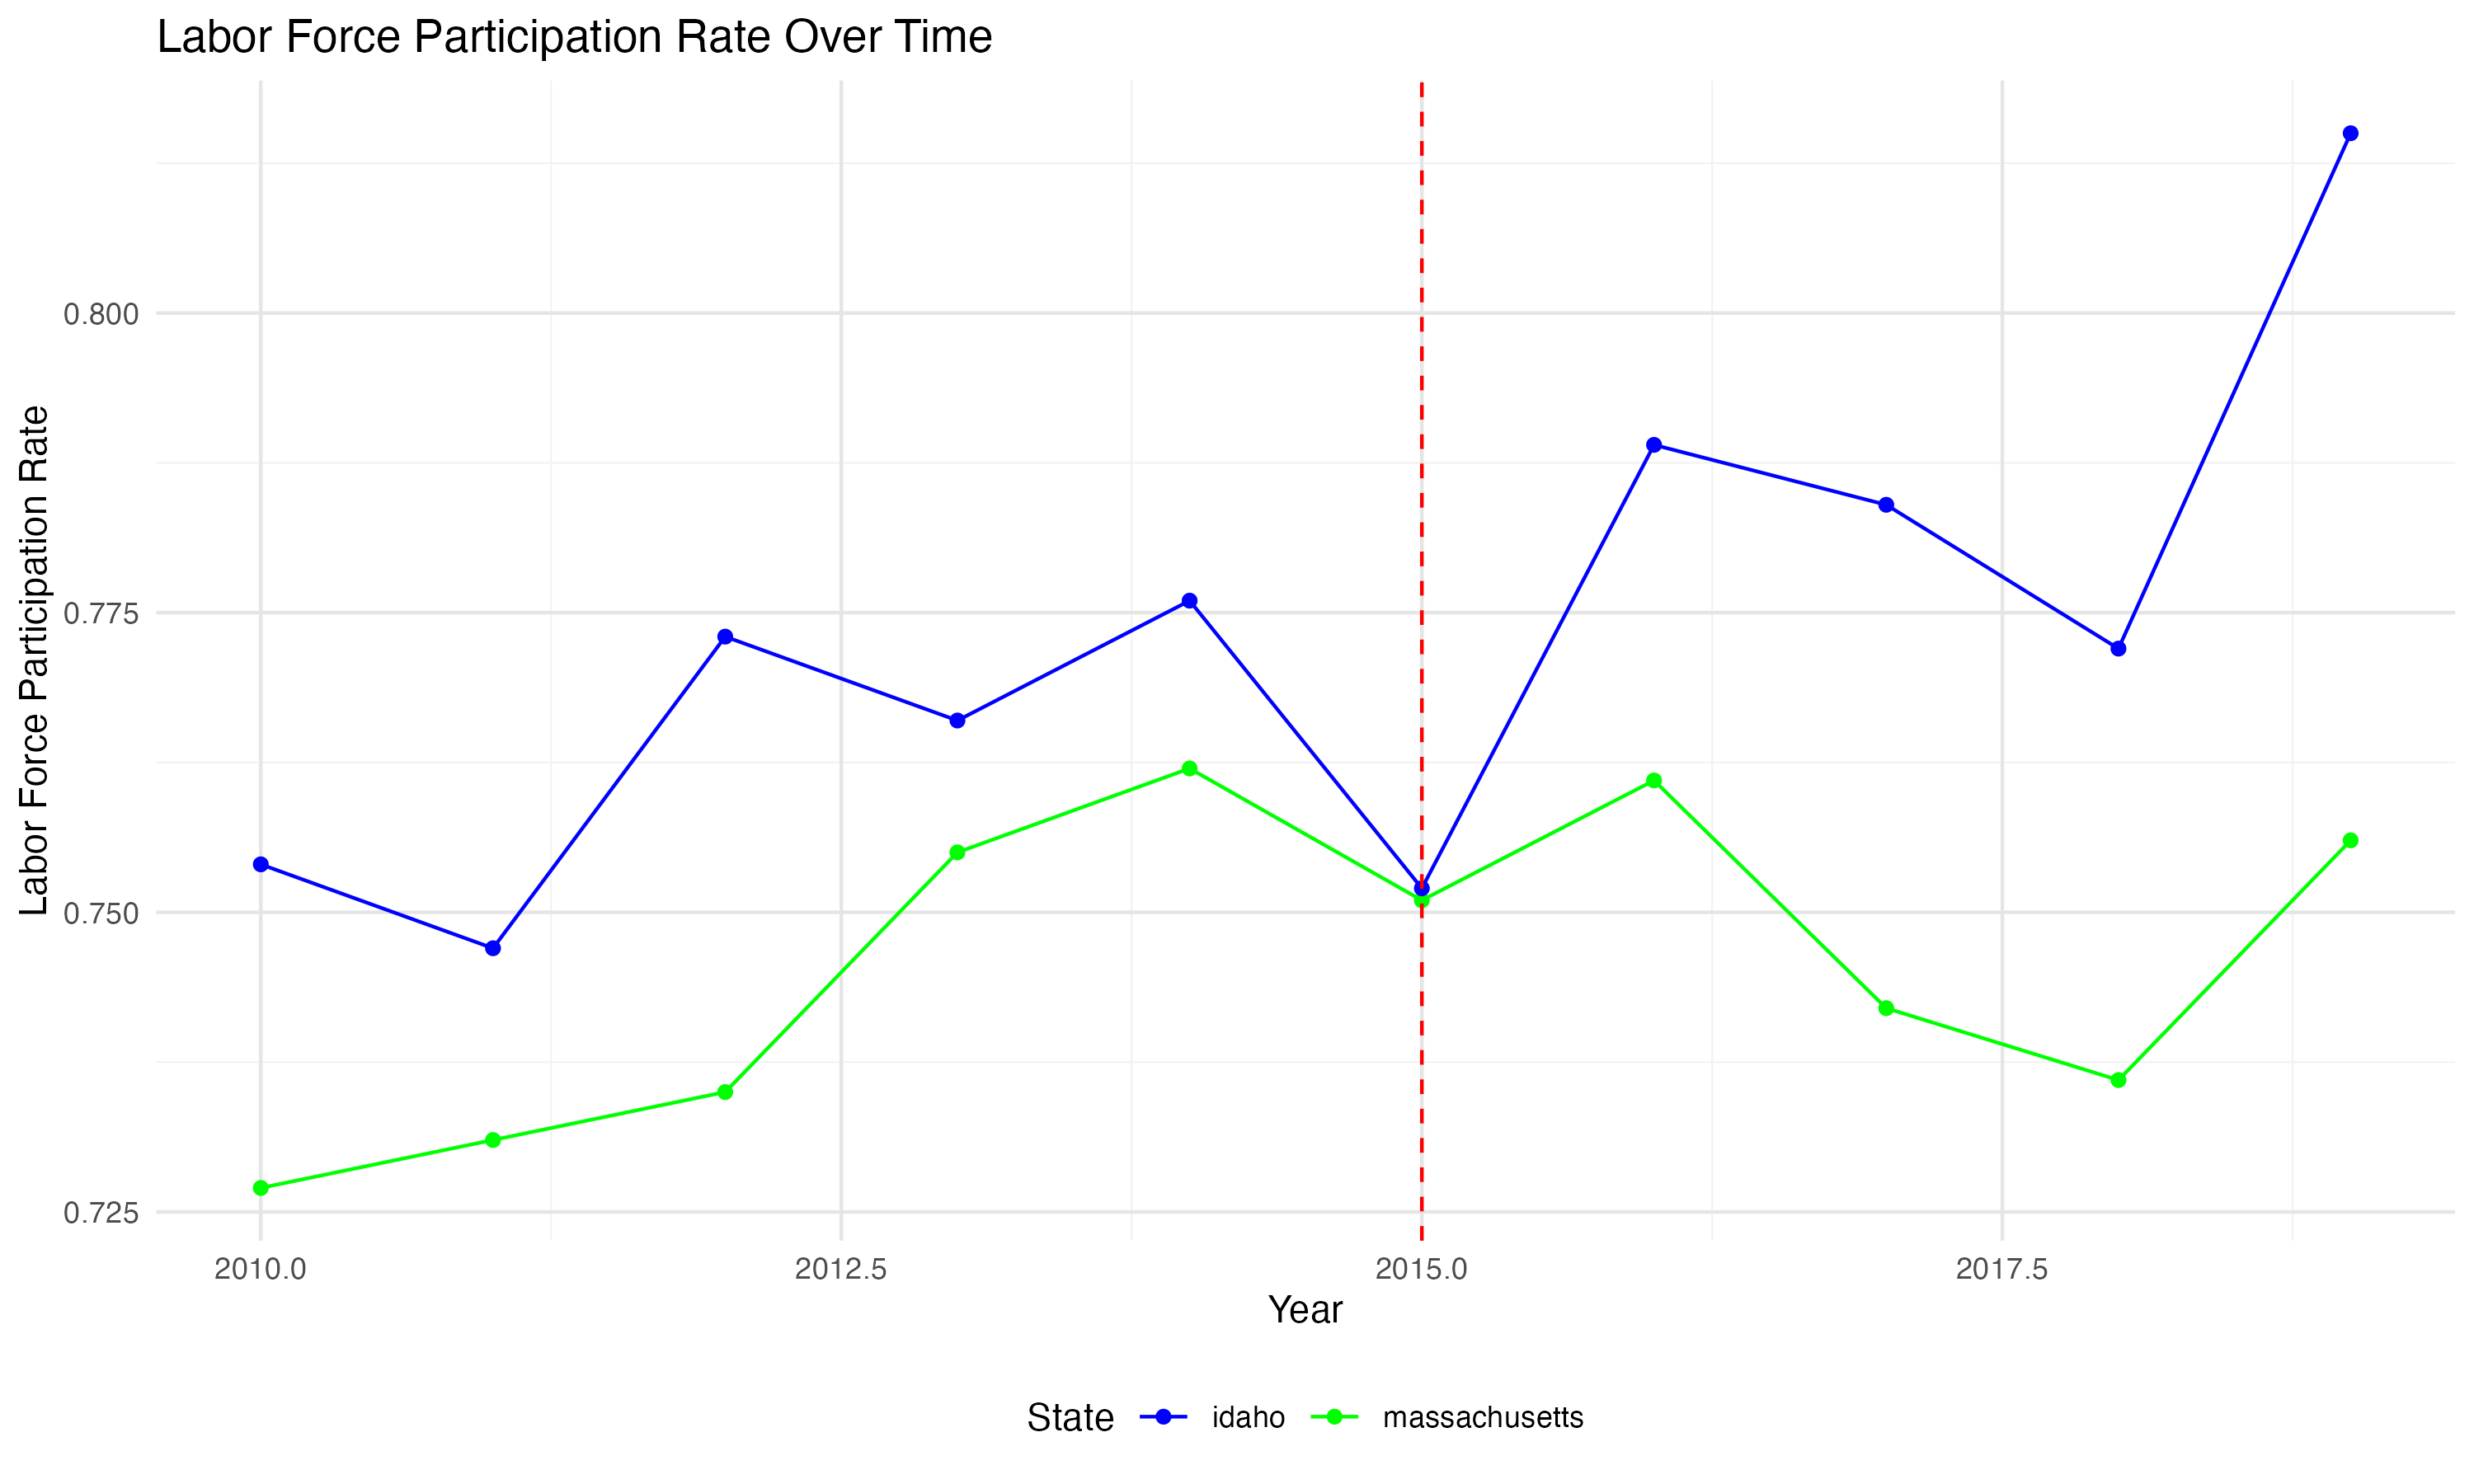 Labor Force Participation Rate Over Time
Labor Force Participation Rate
0.800
0.775
0.750
0.725
2010.0 2012.5 2015.0 2017.5
Year
State idaho massachusetts